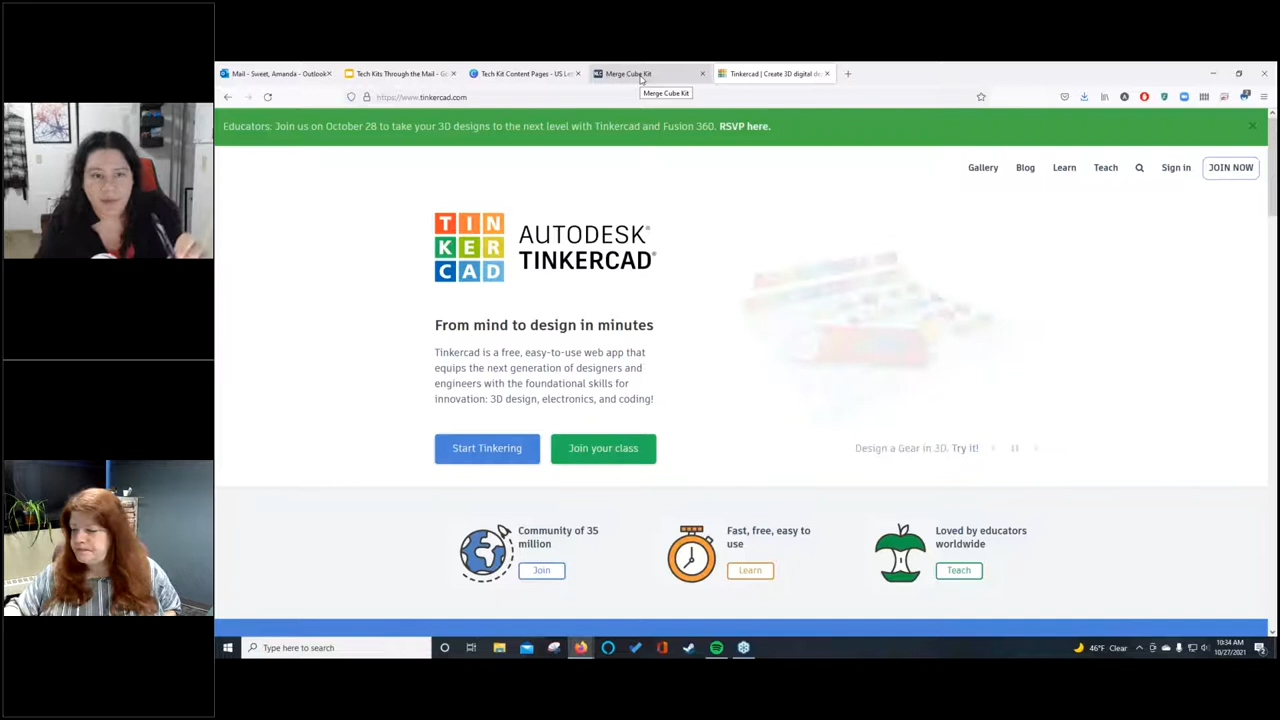 Mail - Sweet, Amanda - Outlook
Tech Kits Through the Mail - Go
Tech Kit Content Pages - US Let
Merge Cube Kit
Tinkercad | Create 3D digital de
https://www.tinkercad.com
Merge Cube Kit
Educators: Join us on October 28 to take your 3D designs to the next level with Tinkercad and Fusion 360. RSVP here.
Gallery
Blog
Learn
Teach
Sign in
JOIN NOW
TIN
KER
CAD
AUTODESK®
TINKERCAD®
From mind to design in minutes
Tinkercad is a free, easy-to-use web app that
equips the next generation of designers and
engineers with the foundational skills for
innovation: 3D design, electronics, and coding!
Start Tinkering
Join your class
Design a Gear in 3D. Try it!
Community of 35
million
Join
Fast, free, easy to
use
Learn
Loved by educators
worldwide
Teach
Type here to search
46°F Clear
10:34 AM
10/27/2021